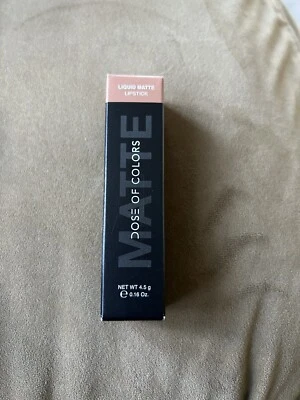 LIQUID MATTE
LIPSTICK
MATTE
DOSE OF COLORS
NET WT 4.5 g
℮ 0.16 Oz.